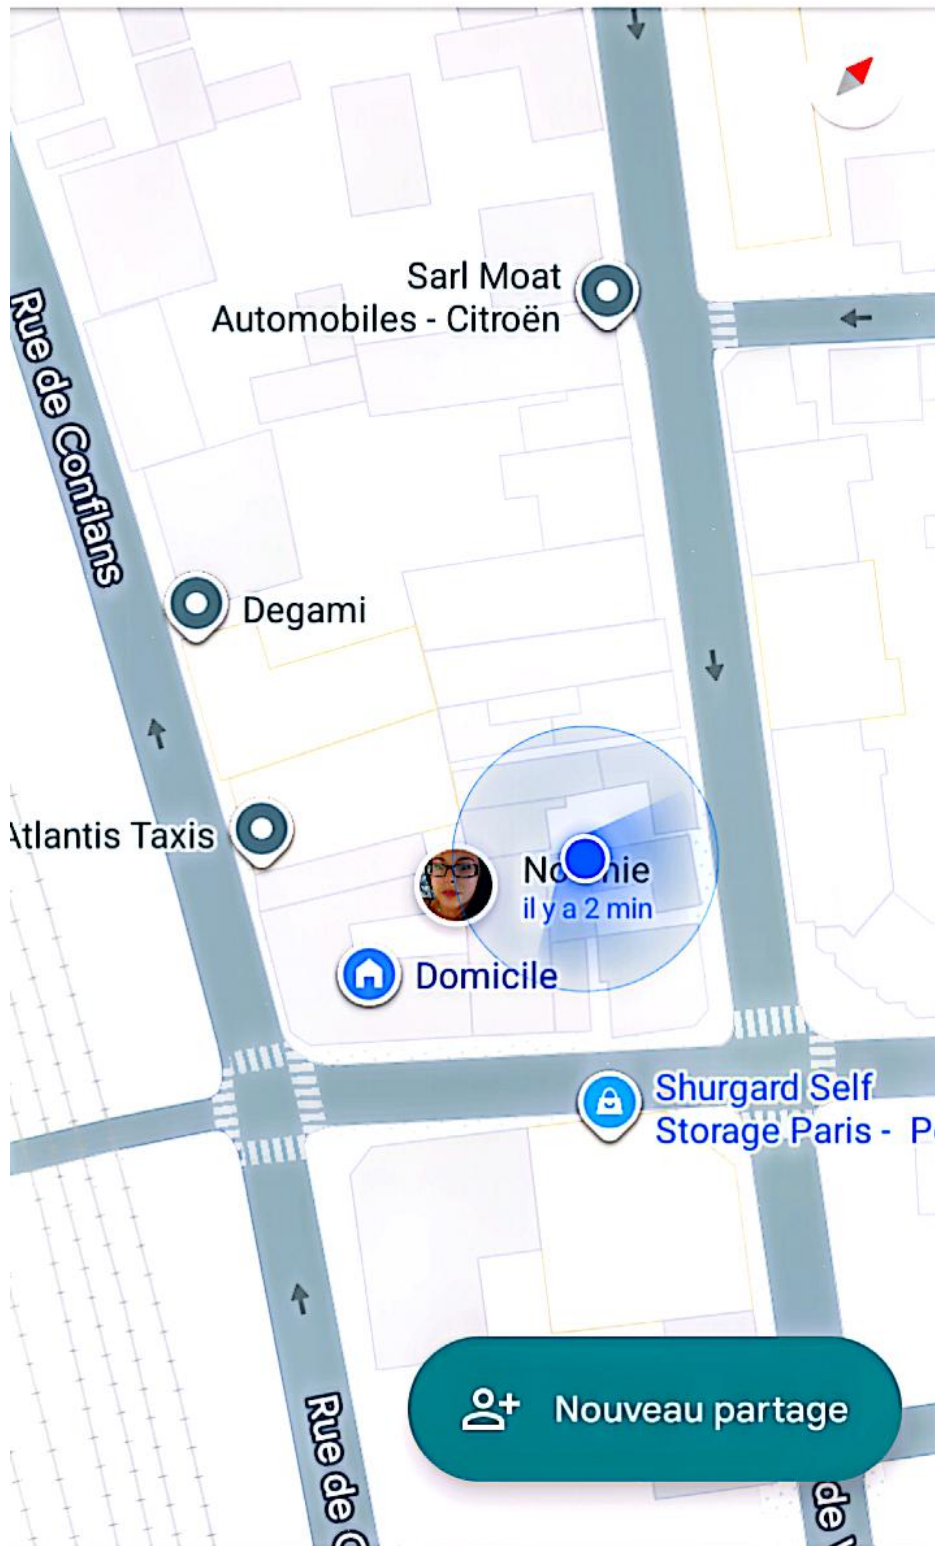 Sarl Moat
Automobiles - Citroën
Rue de Conflans
Degami
Atlantis Taxis
il y a 2 min
Domicile
Shurgard Self
Storage Paris -
Nouveau partage
Rue de
de